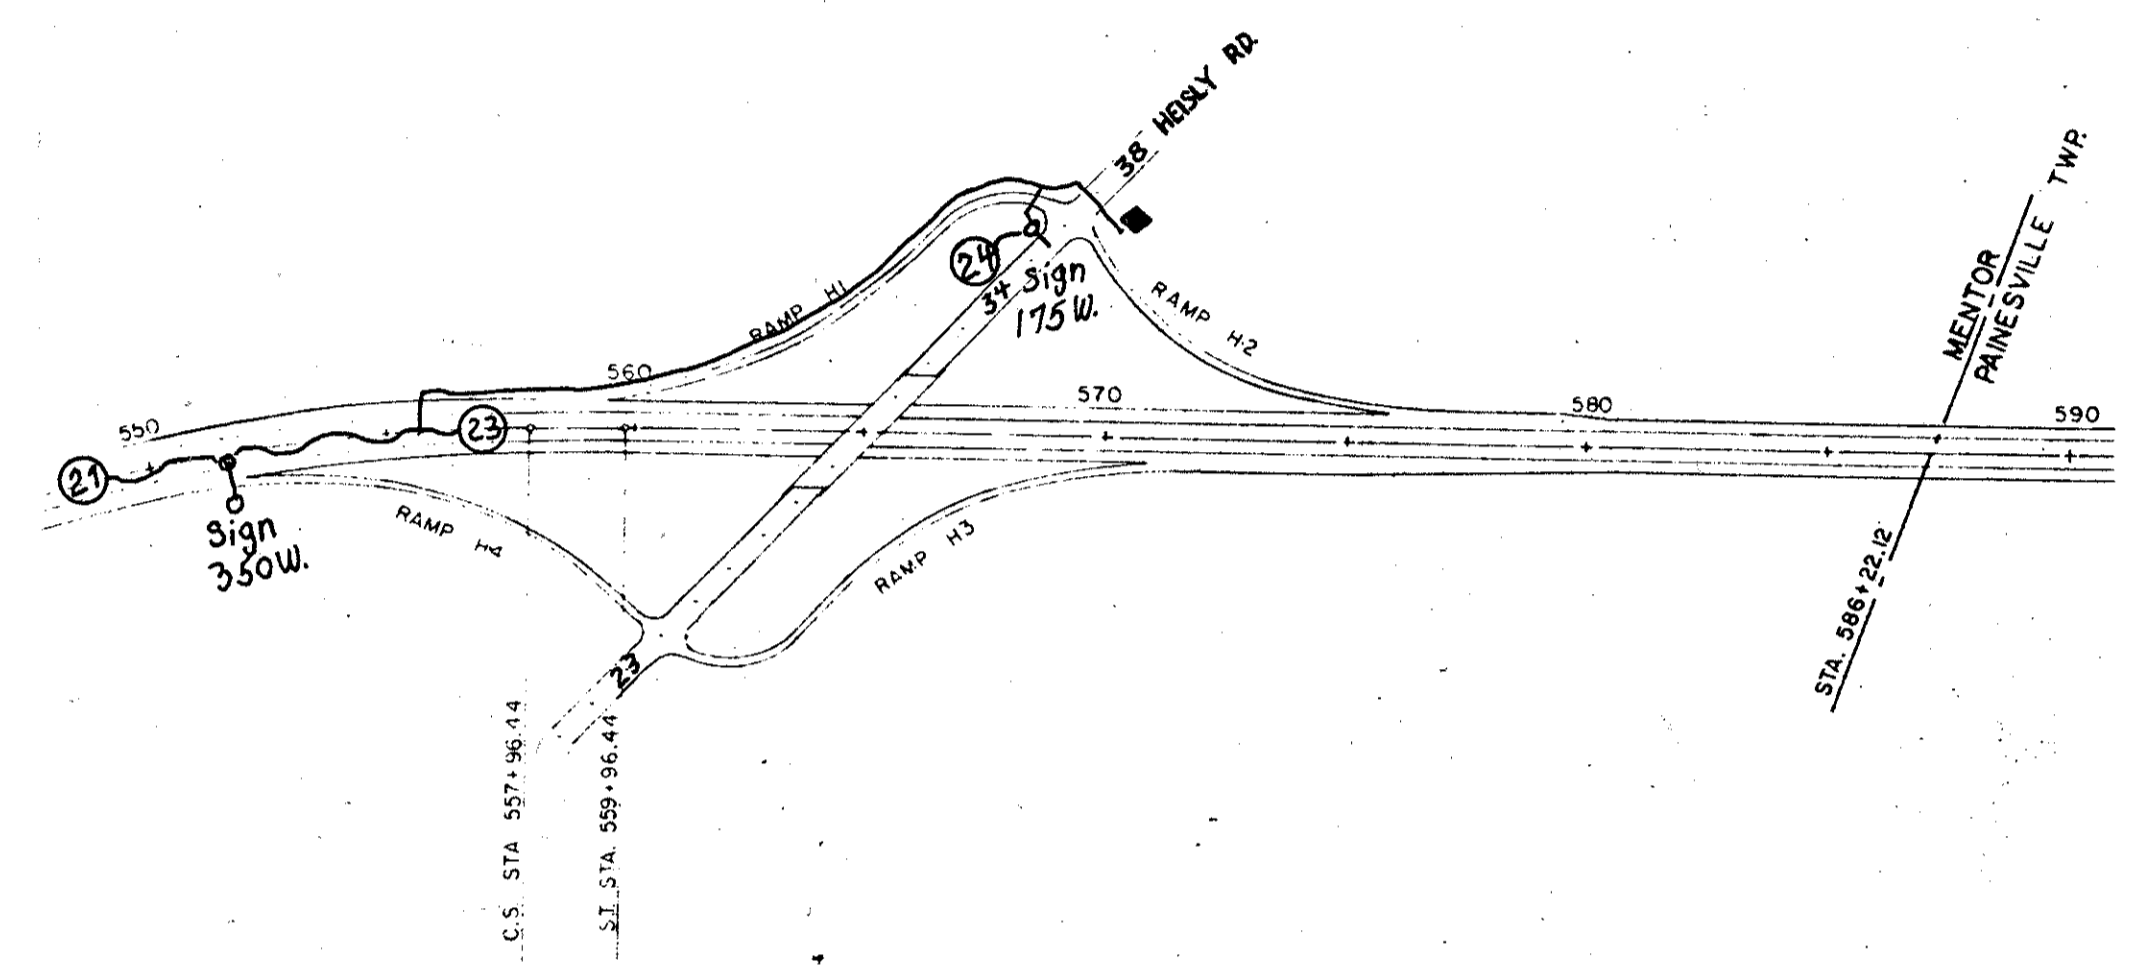 HEISLY RD.
38
MENTOR
PAINESVILLE TWP.
24
34
Sign
175 W.
RAMP H1
RAMP H2
560
570
580
590
550
23
21
Sign
350W.
RAMP H4
RAMP H3
STA. 586+22.12
23
C.S. STA 557+96.44
S.T. STA. 559+96.44